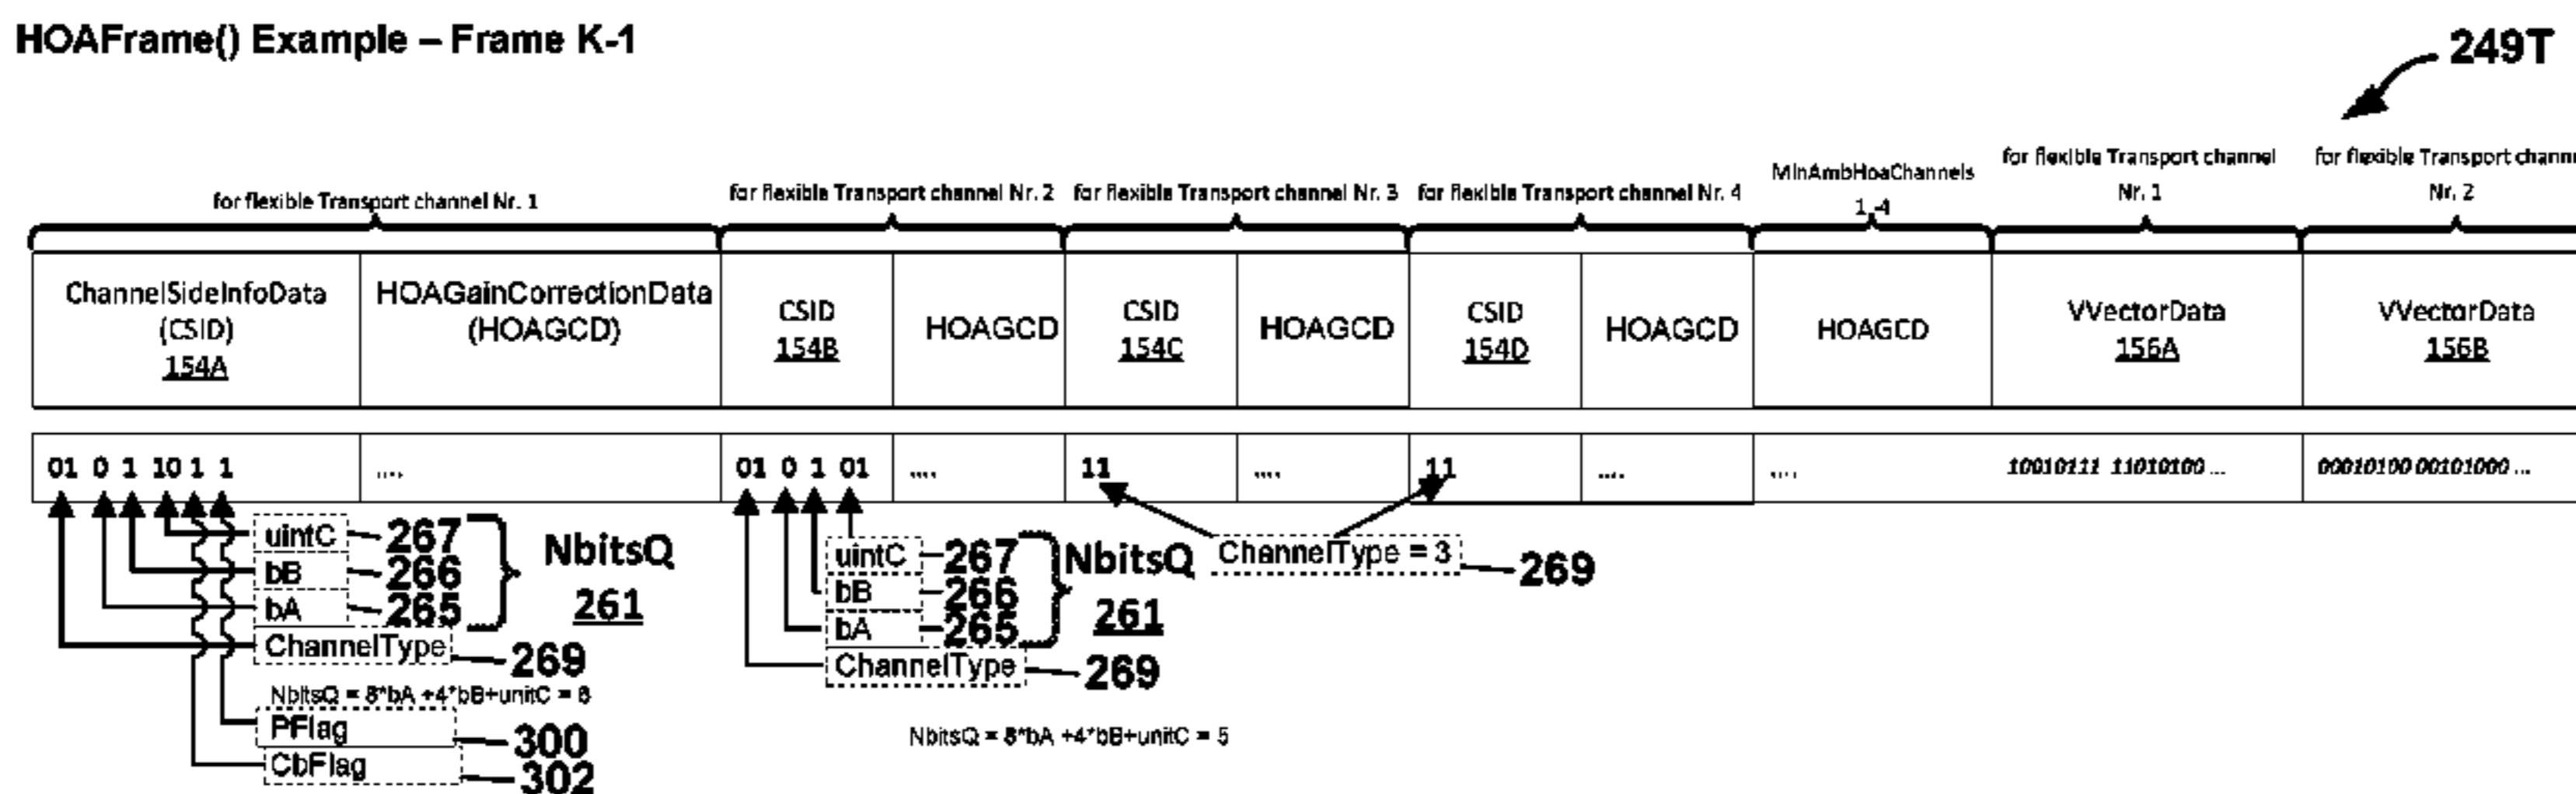 HOAFrame() Example – Frame K-1
249T
for flexible Transport channel Nr. 1
for flexible Transport channel Nr. 2
for flexible Transport channel Nr. 3
for flexible Transport channel Nr. 4
MinAmbHoaChannels
1-4
for flexible Transport channel
Nr. 1
for flexible Transport
Nr. 2
ChannelSideInfoData
(CSID)
154A
HOAGainCorrectionData
(HOAGCD)
CSID
154B
HOAGCD
CSID
154C
HOAGCD
CSID
154D
HOAGCD
HOAGCD
VVectorData
156A
VVectorData
156B
01 0 1 10 1 1
....
01 0 1 01
....
11
....
11
....
....
10010111 11010100 ...
00010100 00101000 ...
uintC 267
bB 266
bA 265
NbitsQ
261
ChannelType 269
NbitsQ = 8*bA +4*bB+unitC = 6
PFlag 300
CbFlag 302
uintC 267
bB 266
bA 265
NbitsQ
261
ChannelType 269
NbitsQ = 8*bA +4*bB+unitC = 5
ChannelType = 3 269